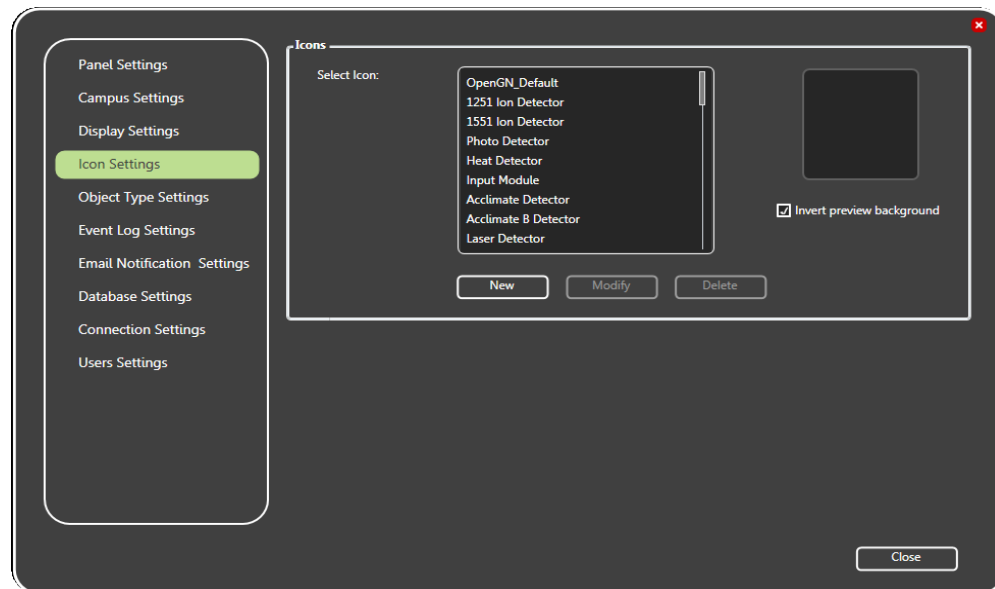 Panel Settings
Campus Settings
Display Settings
Icon Settings
Object Type Settings
Event Log Settings
Email Notification  Settings
Database Settings
Connection Settings
Users Settings
Icons
Select Icon:
OpenGN_Default
1251 Ion Detector
1551 Ion Detector
Photo Detector
Heat Detector
Input Module
Acclimate Detector
Acclimate B Detector
Laser Detector
Invert preview background
New
Modify
Delete
Close